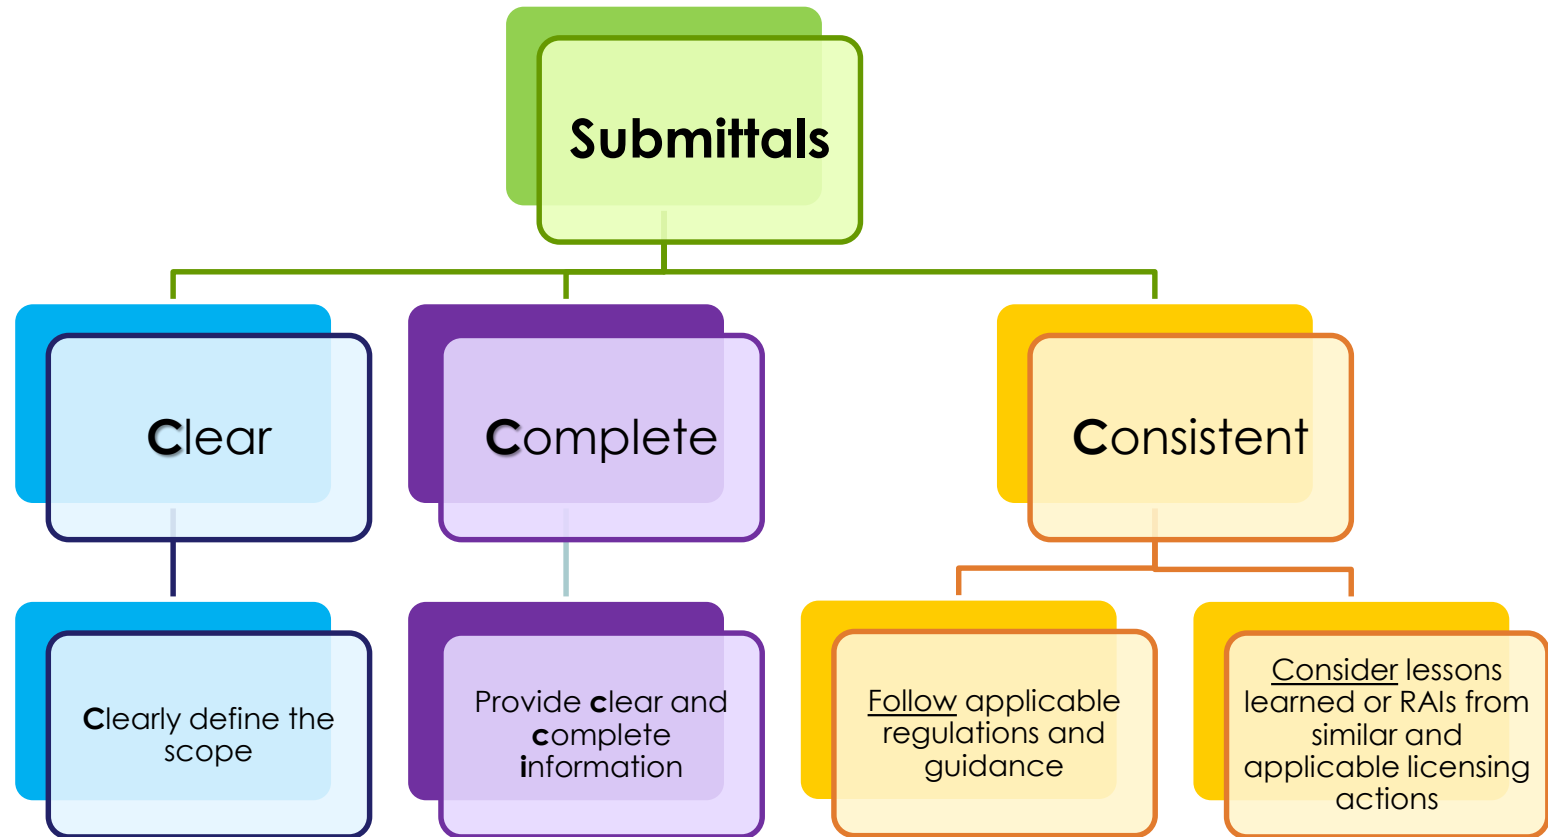 Submittals
Clear
Complete
Consistent
Clearly define the
scope
Provide clear and
complete
information
Follow applicable
regulations and
guidance
Consider lessons
learned or RAIs from
similar and
applicable licensing
actions